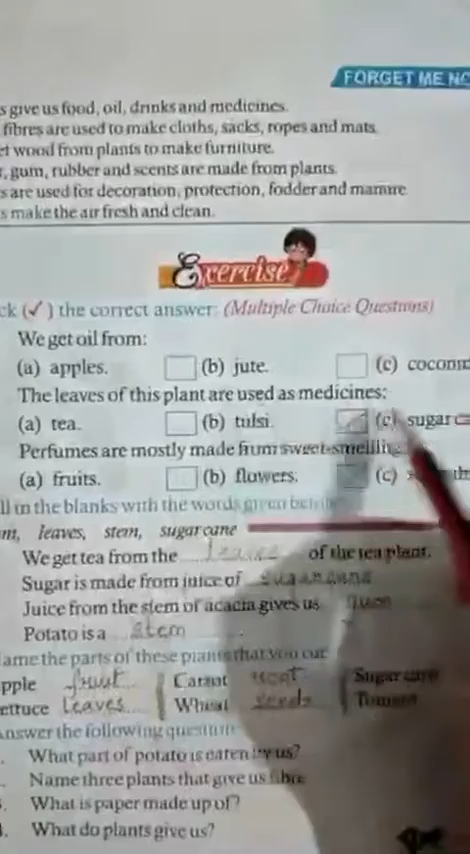 FORGET ME NO
s give us food, oil, drinks and medicines.
fibres are used to make cloths, sacks, ropes and mats.
et wood from plants to make furniture.
, gum, rubber and scents are made from plants.
s are used for decoration, protection, fodder and manure.
s make the air fresh and clean.
Exercise
ck (✓) the correct answer: (Multiple Choice Questions)
We get oil from:
(a) apples. (b) jute. (c) coconu
The leaves of this plant are used as medicines:
(a) tea. (b) tulsi. (c) sugar ca
Perfumes are mostly made from sweet-smelling
(a) fruits. (b) flowers. (c)
ll in the blanks with the words given below
m, leaves, stem, sugarcane
We get tea from the leaves of the tea plant.
Sugar is made from juice of sugarcane
Juice from the stem of acacia gives us gum
Potato is a stem.
ame the parts of these plants that you eat
pple fruit Carrot root Sugar cane
ettuce leaves Wheat seeds Tomato
nswer the following question
. What part of potato is eaten by us?
. Name three plants that give us fibre
3. What is paper made up of?
4. What do plants give us?